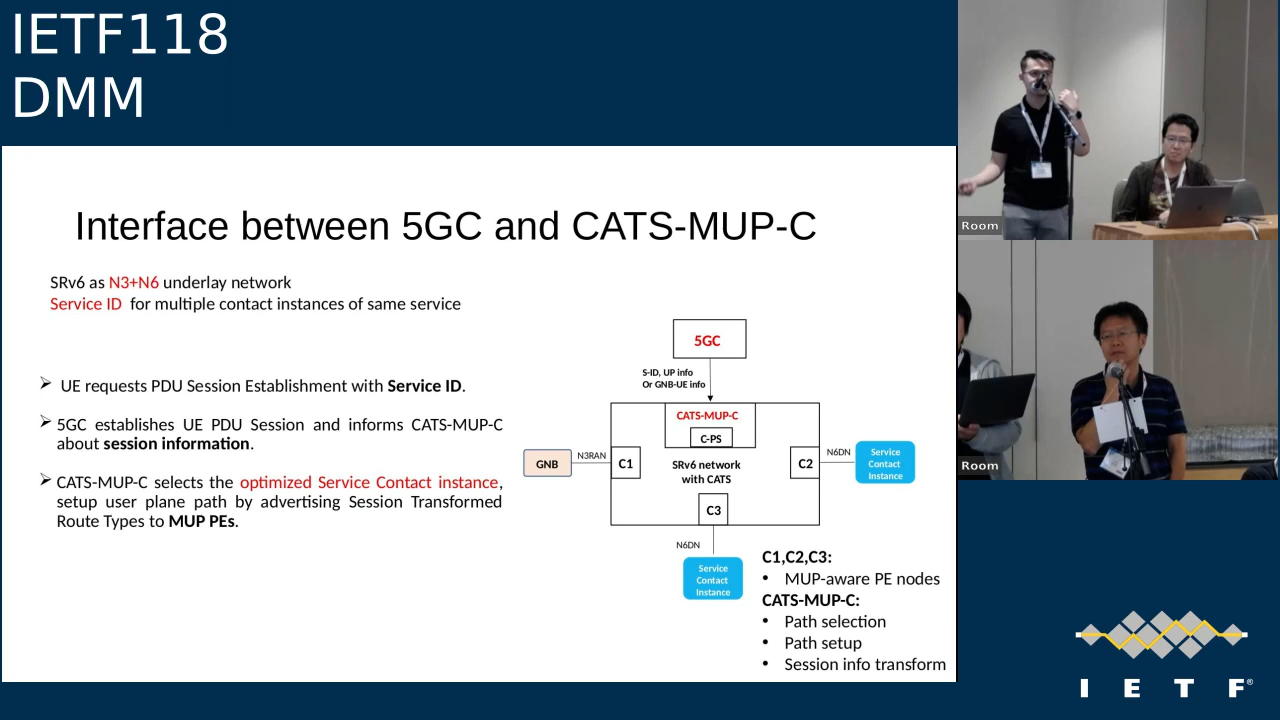 IETF118
DMM
Interface between 5GC and CATS-MUP-C
SRv6 as N3+N6 underlay network
Service ID for multiple contact instances of same service
➢ UE requests PDU Session Establishment with Service ID.
➢ 5GC establishes UE PDU Session and informs CATS-MUP-C
about session information.
➢ CATS-MUP-C selects the optimized Service Contact instance,
setup user plane path by advertising Session Transformed
Route Types to MUP PEs.
5GC
S-ID, UP info
Or GNB-UE info
CATS-MUP-C
C-PS
GNB
N3RAN
C1
SRv6 network
with CATS
C2
N6DN
Service
Contact
Instance
C3
N6DN
Service
Contact
Instance
C1,C2,C3:
• MUP-aware PE nodes
CATS-MUP-C:
• Path selection
• Path setup
• Session info transform
Room
Room
I E T F®